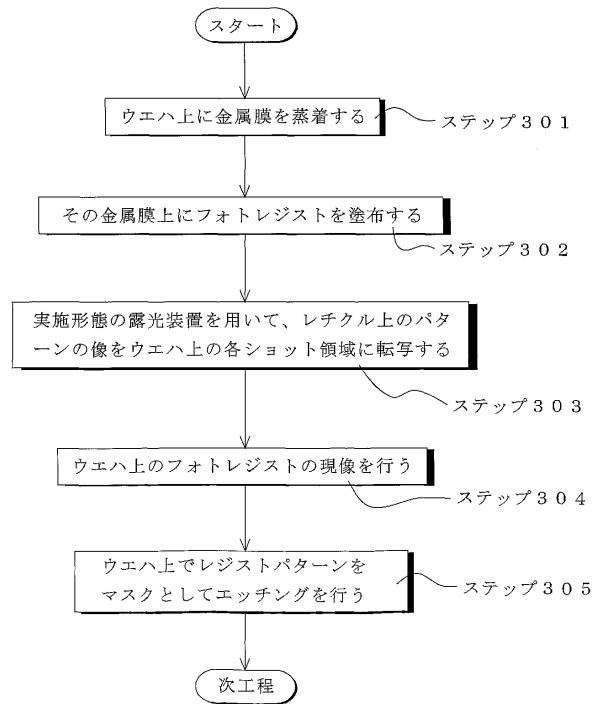 スタート
ウエハ上に金属膜を蒸着する
ステップ301
その金属膜上にフォトレジストを塗布する
ステップ302
実施形態の露光装置を用いて、レチクル上のパタ
ーンの像をウエハ上の各ショット領域に転写する
ステップ303
ウエハ上のフォトレジストの現像を行う
ステップ304
ウエハ上でレジストパターンを
マスクとしてエッチングを行う
ステップ305
次工程